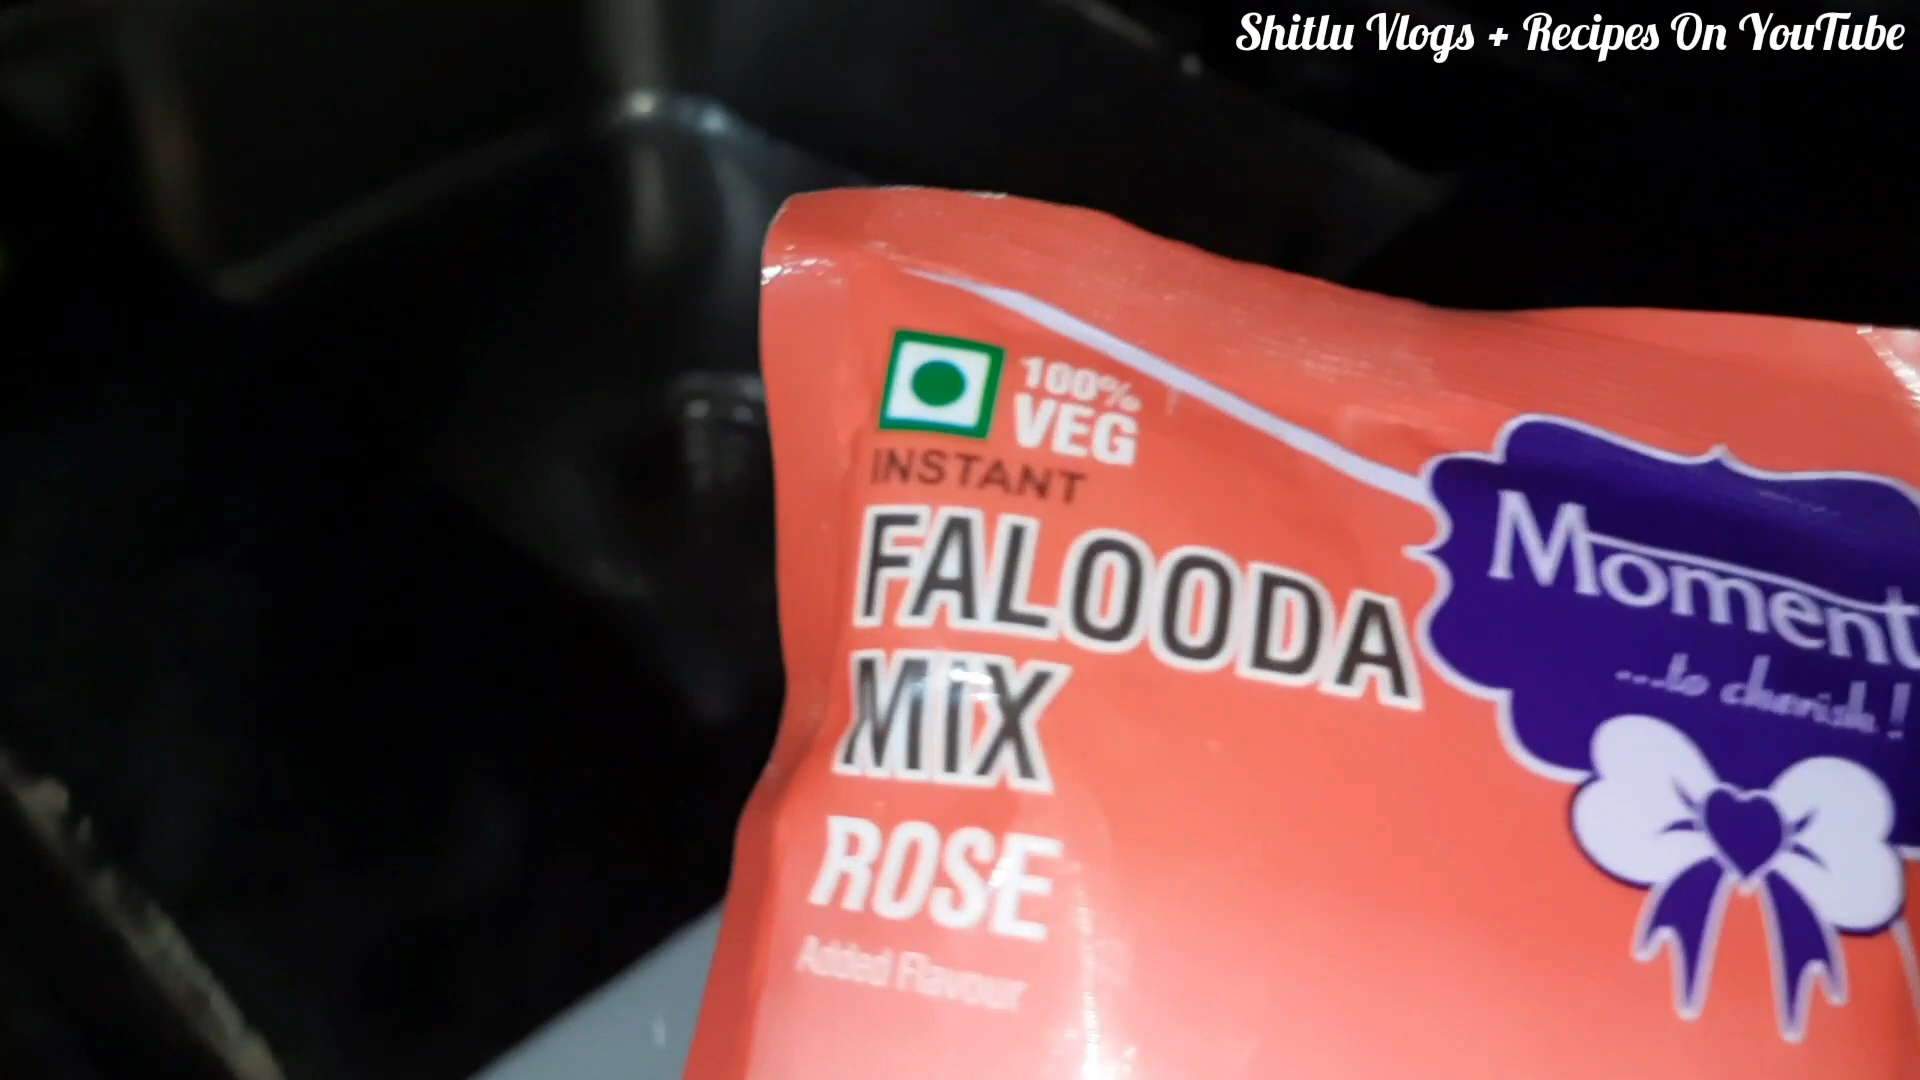 Shitlu Vlogs + Recipes On YouTube
100%
VEG
INSTANT
FALOODA
MIX
ROSE
Added Flavour
Moment
...to cherish!